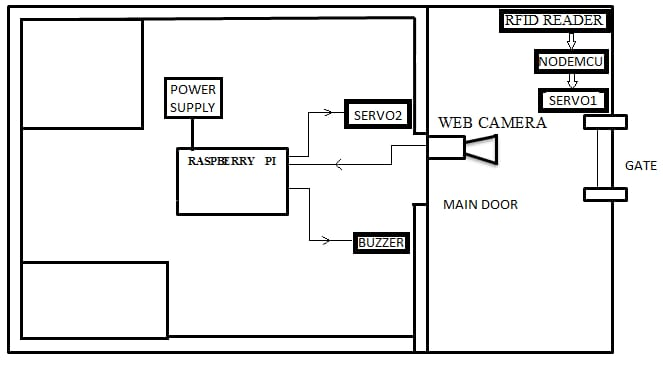 RFID READER
NODEMCU
SERVO1
POWER
SUPPLY
SERVO2
WEB CAMERA
RASPBERRY PI
GATE
MAIN DOOR
BUZZER